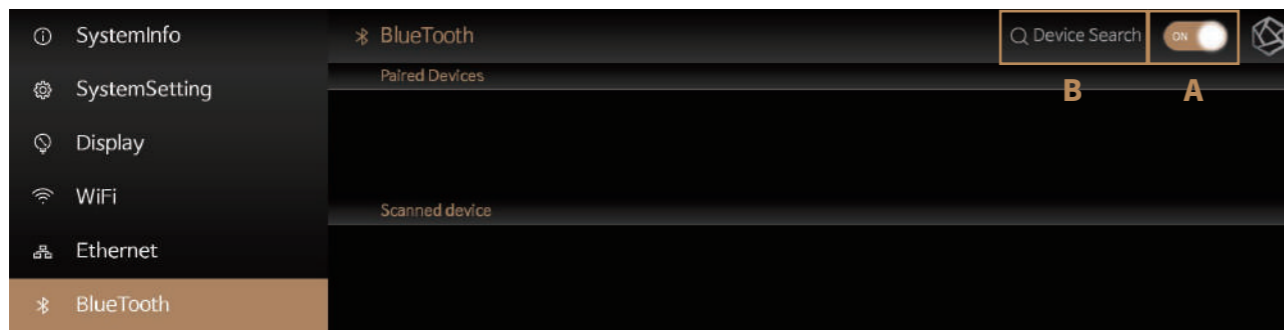 SystemInfo
SystemSetting
Display
WiFi
Ethernet
BlueTooth
BlueTooth
Device Search
ON
B
A
Paired Devices
Scanned device